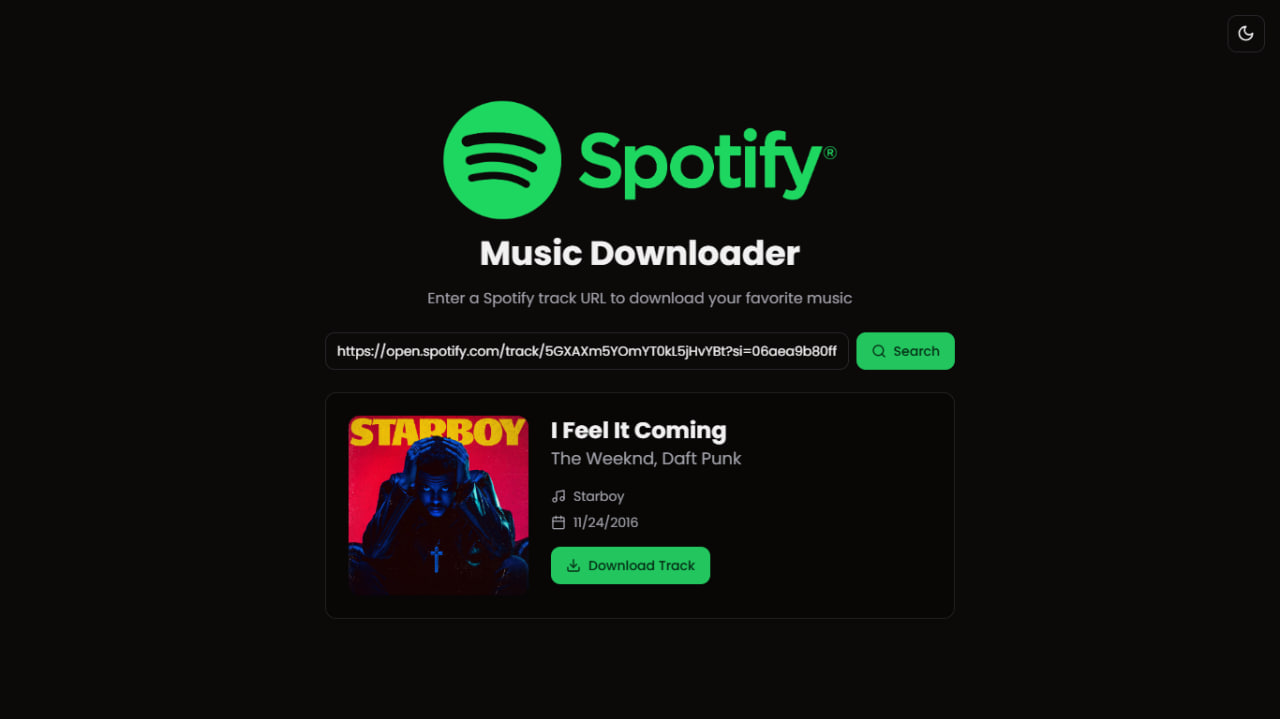 Spotify®
Music Downloader
Enter a Spotify track URL to download your favorite music
https://open.spotify.com/track/5GXAXm5YOmYT0kL5jHvYBt?si=06aea9b80ff
Search
STARBOY
I Feel It Coming
The Weeknd, Daft Punk
Starboy
11/24/2016
Download Track